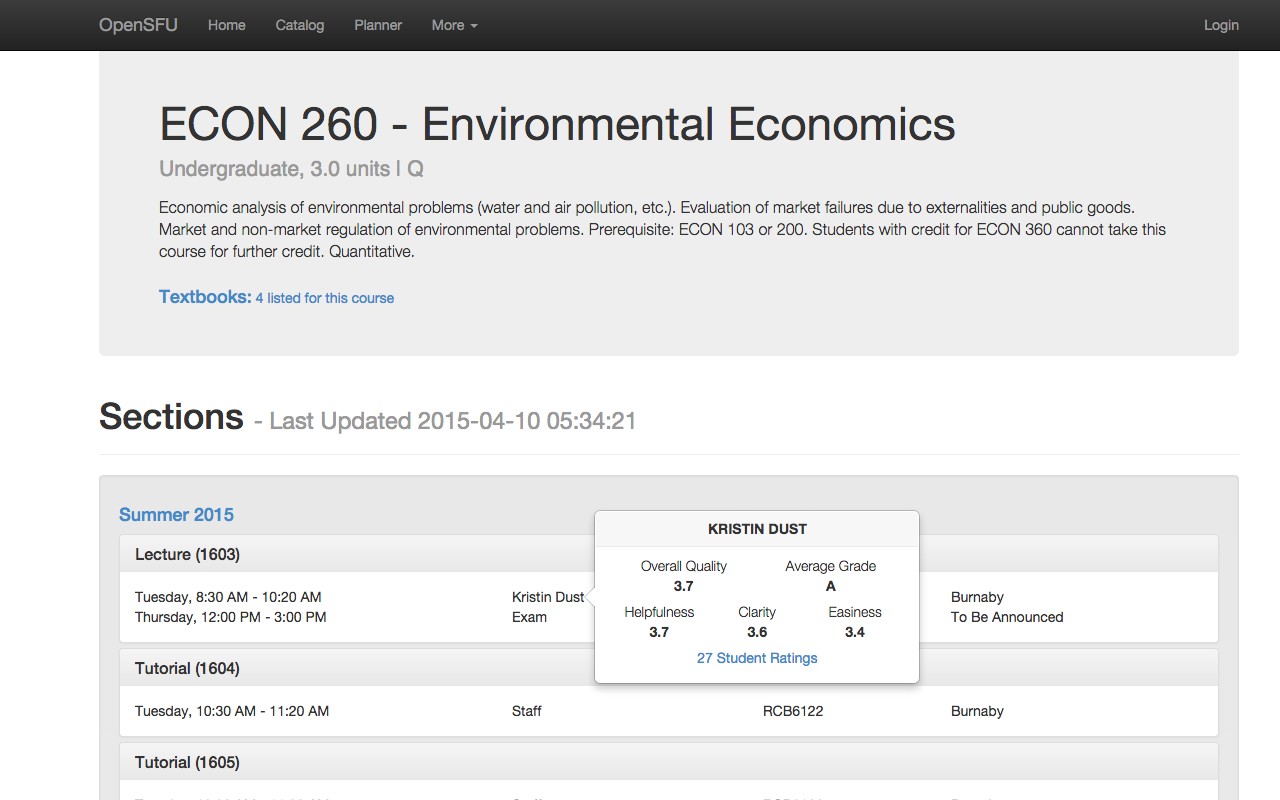 OpenSFU Home Catalog Planner More Login
ECON 260 - Environmental Economics
Undergraduate, 3.0 units | Q
Economic analysis of environmental problems (water and air pollution, etc.). Evaluation of market failures due to externalities and public goods.
Market and non-market regulation of environmental problems. Prerequisite: ECON 103 or 200. Students with credit for ECON 360 cannot take this
course for further credit. Quantitative.
Textbooks: 4 listed for this course
Sections - Last Updated 2015-04-10 05:34:21
Summer 2015
KRISTIN DUST
Overall Quality Average Grade
3.7 A
Helpfulness Clarity Easiness
3.7 3.6 3.4
27 Student Ratings
Lecture (1603)
Tuesday, 8:30 AM - 10:20 AM Kristin Dust Burnaby
Thursday, 12:00 PM - 3:00 PM Exam To Be Announced
Tutorial (1604)
Tuesday, 10:30 AM - 11:20 AM Staff RCB6122 Burnaby
Tutorial (1605)